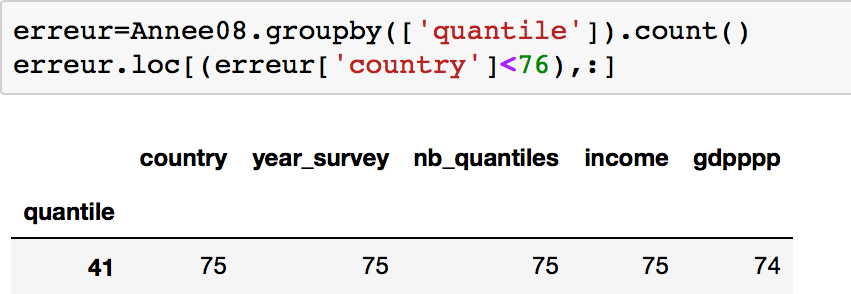 erreur=Annee08.groupby(['quantile']).count()
erreur.loc[(erreur['country']<76),:]
country year_survey nb_quantiles income gdpppp
quantile
41 75 75 75 75 74